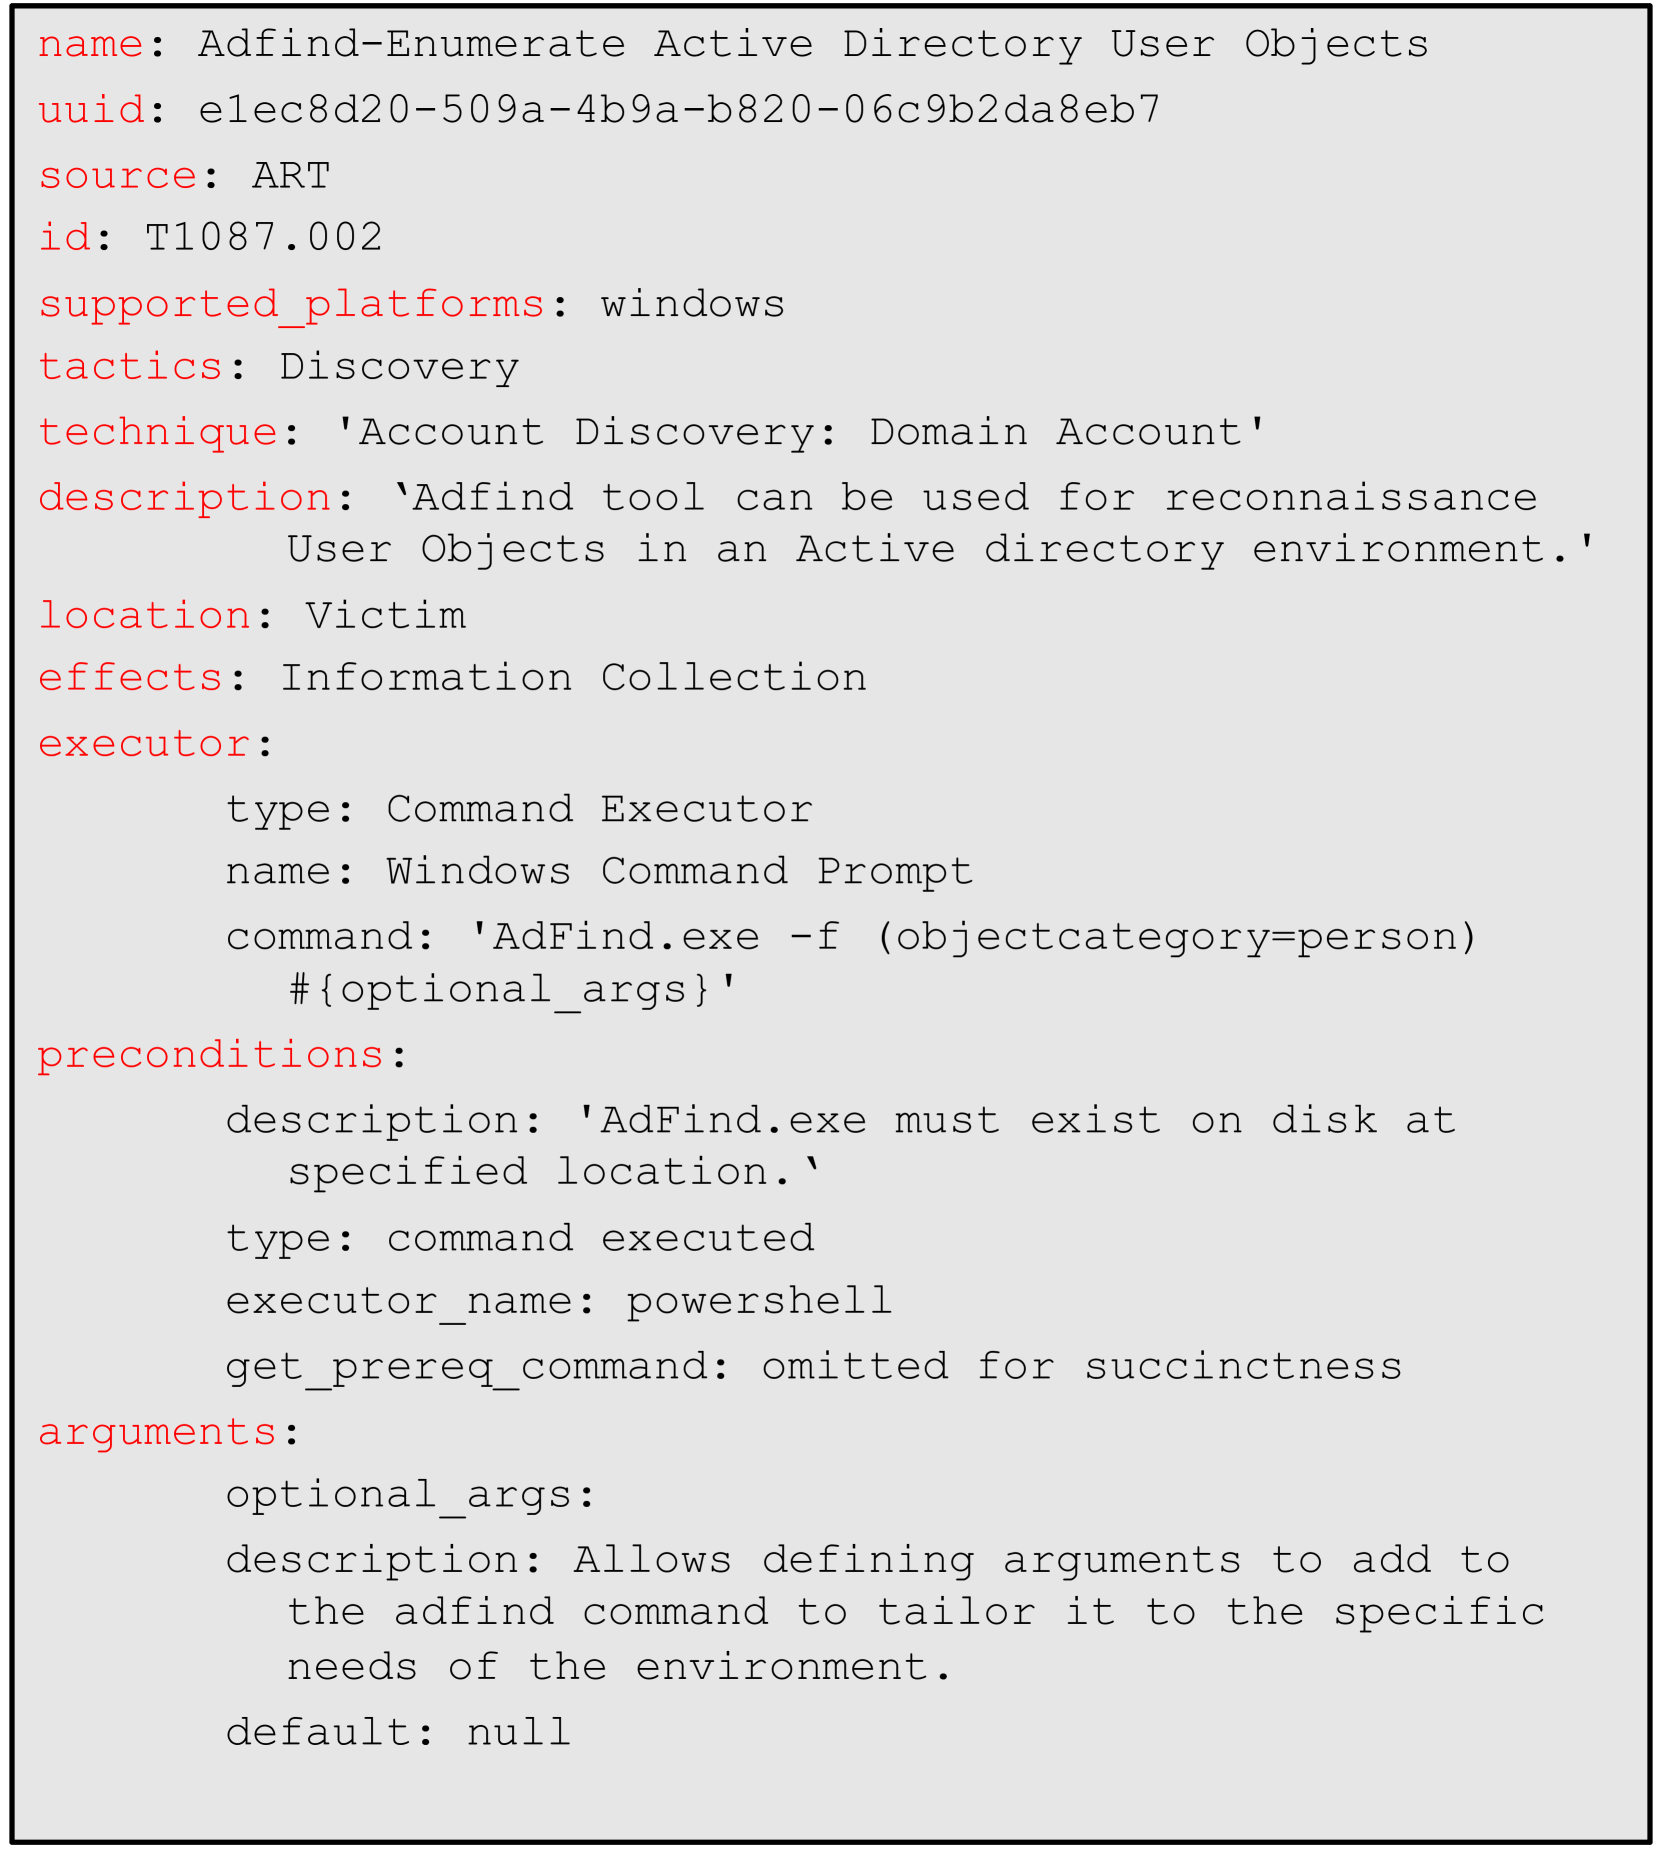 name: Adfind-Enumerate Active Directory User Objects
uuid: e1ec8d20-509a-4b9a-b820-06c9b2da8eb7
source: ART
id: T1087.002
supported_platforms: windows
tactics: Discovery
technique: 'Account Discovery: Domain Account'
description: ‘Adfind tool can be used for reconnaissance
User Objects in an Active directory environment.'
location: Victim
effects: Information Collection
executor:
type: Command Executor
name: Windows Command Prompt
command: 'AdFind.exe -f (objectcategory=person)
#{optional_args}'
preconditions:
description: 'AdFind.exe must exist on disk at
specified location.‘
type: command executed
executor_name: powershell
get_prereq_command: omitted for succinctness
arguments:
optional_args:
description: Allows defining arguments to add to
the adfind command to tailor it to the specific
needs of the environment.
default: null